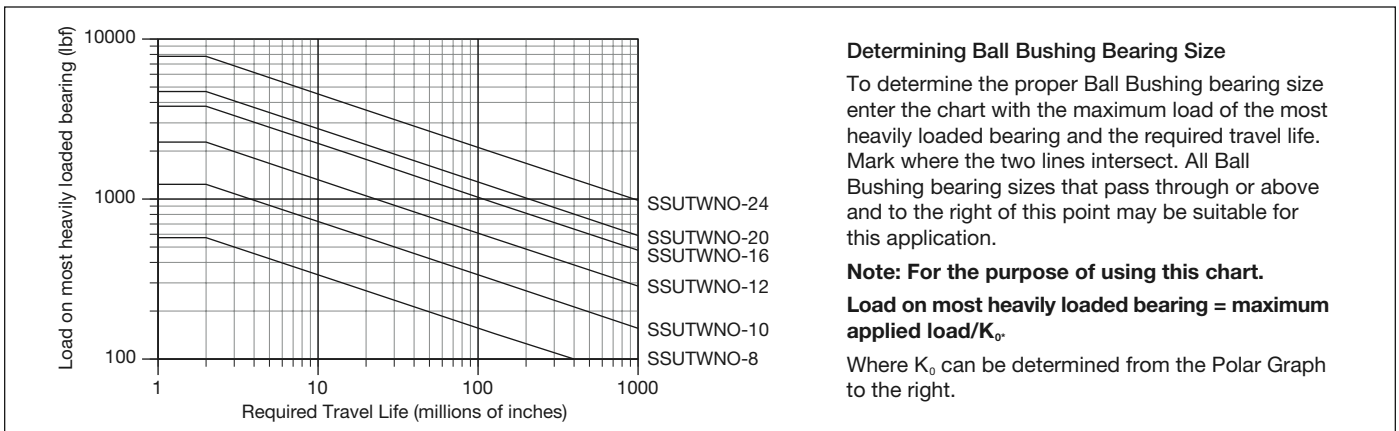 Load on most heavily loaded bearing (lbf)
10000
1000
100
1
10
100
1000
Required Travel Life (millions of inches)
SSUTWNO-24
SSUTWNO-20
SSUTWNO-16
SSUTWNO-12
SSUTWNO-10
SSUTWNO-8
Determining Ball Bushing Bearing Size
To determine the proper Ball Bushing bearing size
enter the chart with the maximum load of the most
heavily loaded bearing and the required travel life.
Mark where the two lines intersect. All Ball
Bushing bearing sizes that pass through or above
and to the right of this point may be suitable for
this application.
Note: For the purpose of using this chart.
Load on most heavily loaded bearing = maximum
applied load/K₀.
Where K₀ can be determined from the Polar Graph
to the right.